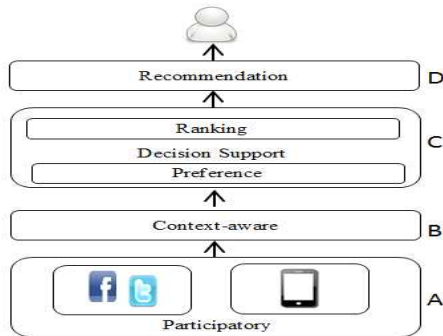 Recommendation
D
Ranking
Decision Support
C
Preference
Context-aware
B
A
Participatory